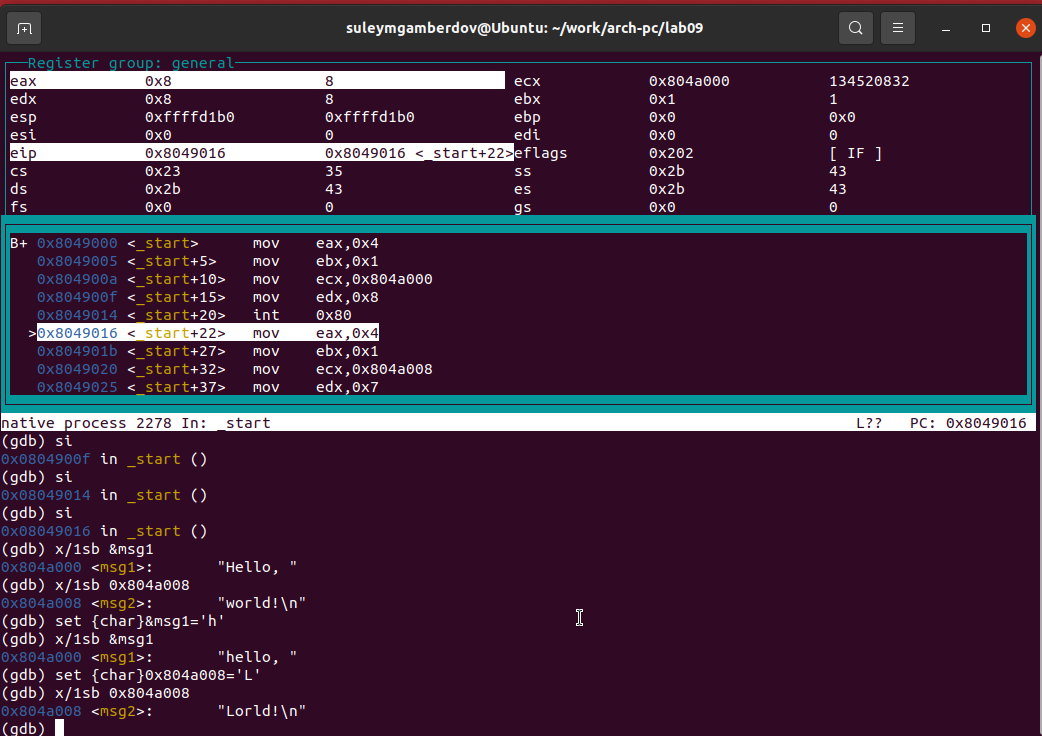 suleymgamberdov@Ubuntu: ~/work/arch-pc/lab09
Register group: general
eax 0x8 8 ecx 0x804a000 134520832
edx 0x8 8 ebx 0x1 1
esp 0xffffd1b0 0xffffd1b0 ebp 0x0 0x0
esi 0x0 0 edi 0x0 0
eip 0x8049016 0x8049016 <_start+22> eflags 0x202 [ IF ]
cs 0x23 35 ss 0x2b 43
ds 0x2b 43 es 0x2b 43
fs 0x0 0 gs 0x0 0
B+ 0x8049000 <_start> mov eax,0x4
0x8049005 <_start+5> mov ebx,0x1
0x804900a <_start+10> mov ecx,0x804a000
0x804900f <_start+15> mov edx,0x8
0x8049014 <_start+20> int 0x80
>0x8049016 <_start+22> mov eax,0x4
0x804901b <_start+27> mov ebx,0x1
0x8049020 <_start+32> mov ecx,0x804a008
0x8049025 <_start+37> mov edx,0x7
native process 2278 In: _start L?? PC: 0x8049016
(gdb) si
0x0804900f in _start ()
(gdb) si
0x08049014 in _start ()
(gdb) si
0x08049016 in _start ()
(gdb) x/1sb &msg1
0x804a000 <msg1>: "Hello, "
(gdb) x/1sb 0x804a008
0x804a008 <msg2>: "world!\n"
(gdb) set {char}&msg1='h'
(gdb) x/1sb &msg1
0x804a000 <msg1>: "hello, "
(gdb) set {char}0x804a008='L'
(gdb) x/1sb 0x804a008
0x804a008 <msg2>: "Lorld!\n"
(gdb)